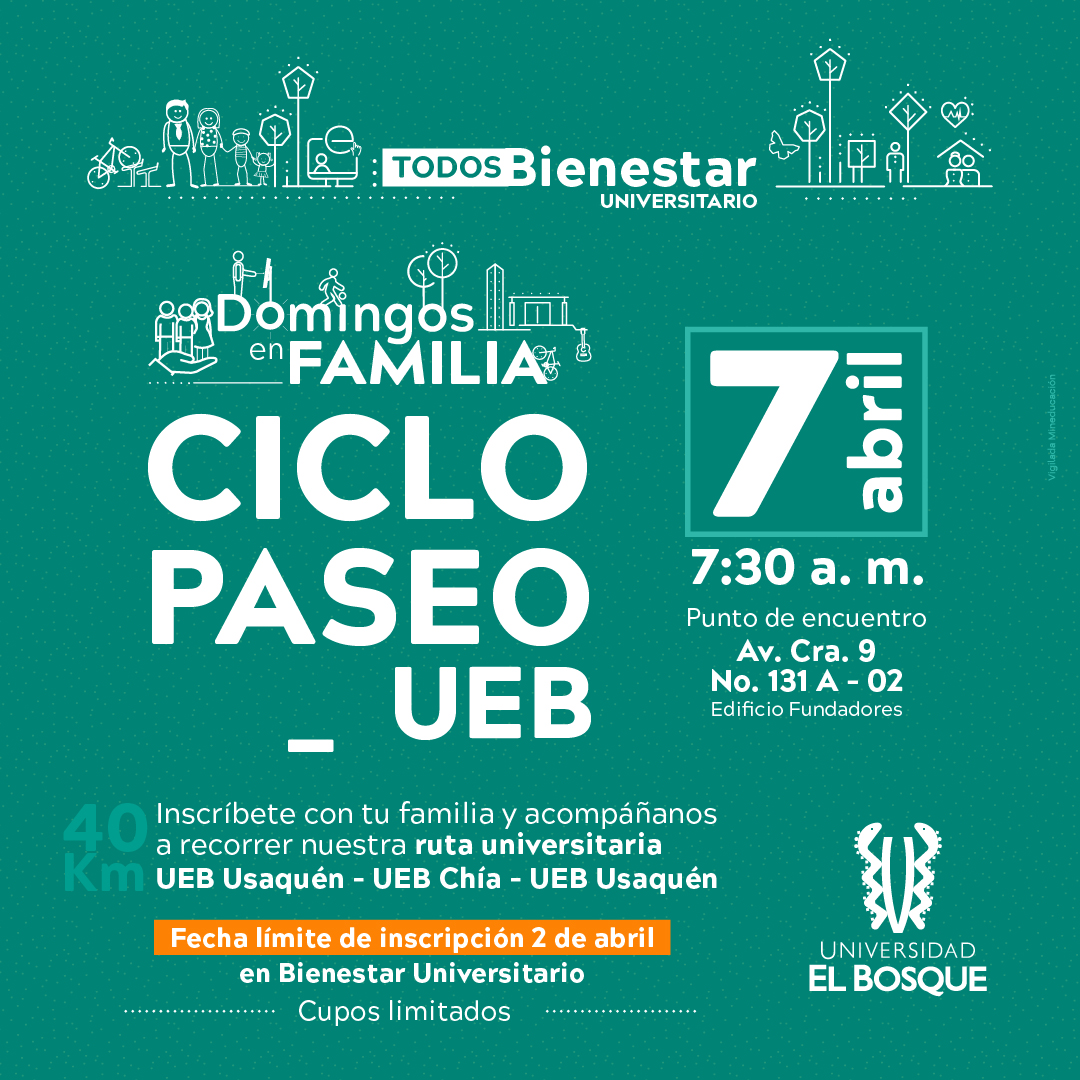 TODOS Bienestar
UNIVERSITARIO
Domingos
en FAMILIA
CICLO
PASEO
_ UEB
7 abril
7:30 a. m.
Punto de encuentro
Av. Cra. 9
No. 131 A - 02
Edificio Fundadores
Vigilada Mineducación
40
Km
Inscríbete con tu familia y acompáñanos
a recorrer nuestra ruta universitaria
UEB Usaquén - UEB Chía - UEB Usaquén
Fecha límite de inscripción 2 de abril
en Bienestar Universitario
Cupos limitados
UNIVERSIDAD
EL BOSQUE